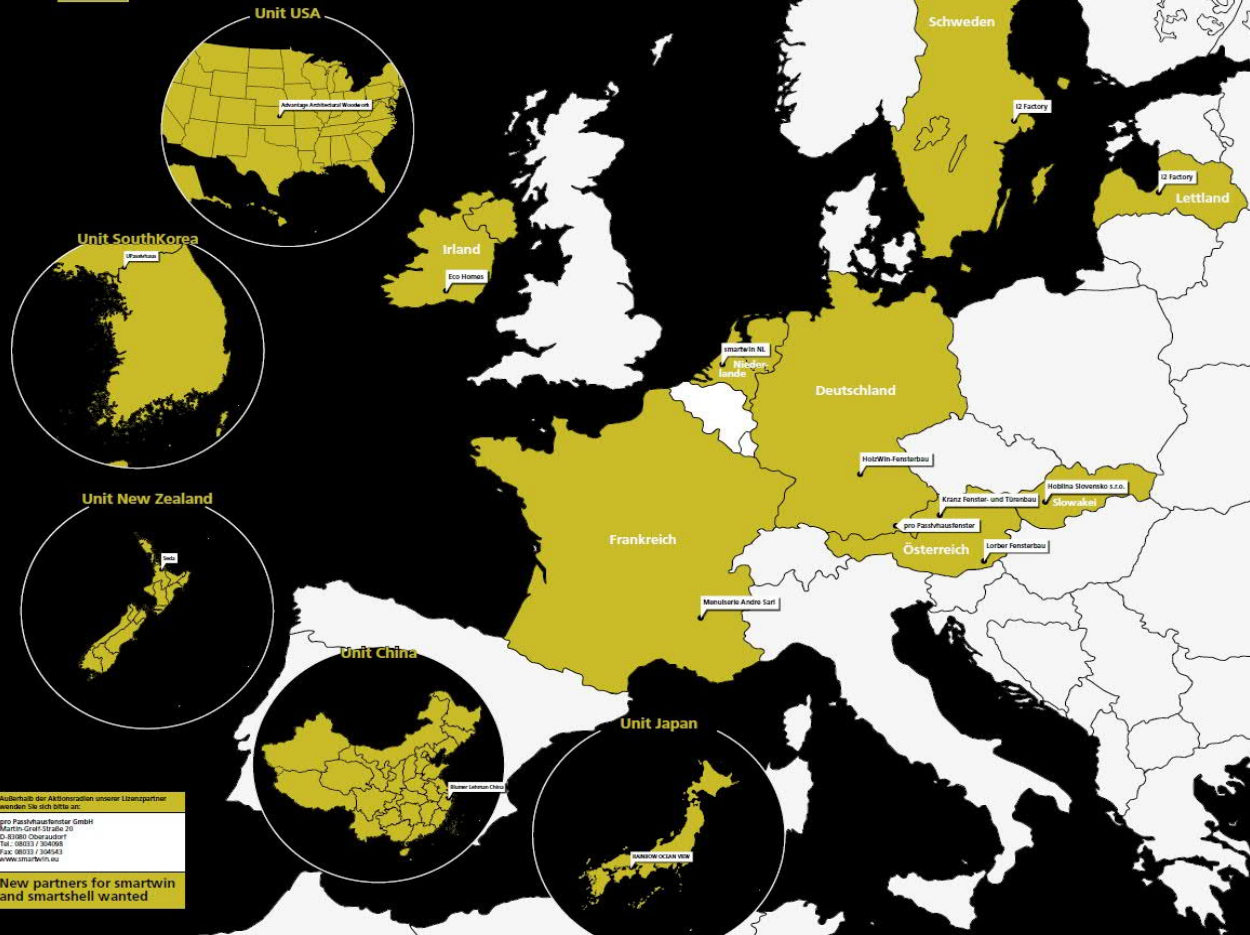 Unit USA
Advantage Architectural Woodwork
Schweden
i2 Factory
i2 Factory
Lettland
Unit SouthKorea
Irland
Eco Homes
smartwin NL
Nieder-
lande
Deutschland
HolzWin-Fensterbau
Hoblina Slovensko s.r.o.
Slowakei
Kranz Fenster- und Türenbau
pro Passivhausfenster
Österreich
Lorber Fensterbau
Frankreich
Menuiserie Andre Sarl
Unit New Zealand
Unit China
Blumer Lehman China
Unit Japan
RAINBOW OCEAN VIEW
Außerhalb der Aktionsradien unserer Lizenzpartner
wenden Sie sich bitte an:
pro Passivhausfenster GmbH
Martin-Greif-Straße 20
D-83080 Oberaudorf
Tel.: 08033 / 304098
Fax: 08033 / 304543
www.smartwin.eu
New partners for smartwin
and smartshell wanted